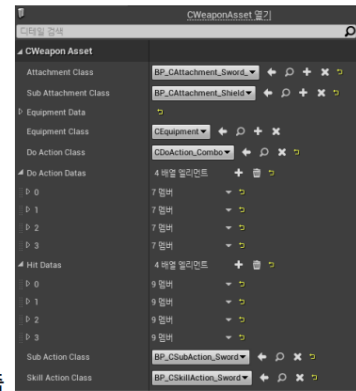 CWeaponAsset 열기
디테일 검색
CWeapon Asset
Attachment Class BP_CAttachment_Sword_
Sub Attachment Class BP_CAttachment_Shield
Equipment Data
Equipment Class CEquipment
Do Action Class CDoAction_Combo
Do Action Datas 4 배열 엘리먼트
0 7 멤버
1 7 멤버
2 7 멤버
3 7 멤버
Hit Datas 4 배열 엘리먼트
0 9 멤버
1 9 멤버
2 9 멤버
3 9 멤버
Sub Action Class BP_CSubAction_Sword
Skill Action Class BP_CSkillAction_Sword